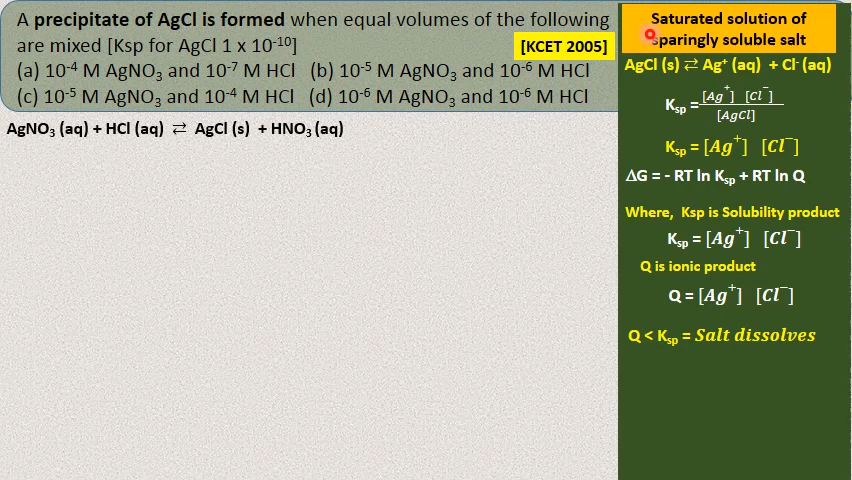 A precipitate of AgCl is formed when equal volumes of the following
are mixed [Ksp for AgCl 1 x 10⁻¹⁰]
[KCET 2005]
(a) 10⁻⁴ M AgNO₃ and 10⁻⁷ M HCl (b) 10⁻⁵ M AgNO₃ and 10⁻⁶ M HCl
(c) 10⁻⁵ M AgNO₃ and 10⁻⁴ M HCl (d) 10⁻⁶ M AgNO₃ and 10⁻⁶ M HCl
AgNO₃ (aq) + HCl (aq) ⇄ AgCl (s) + HNO₃ (aq)
Saturated solution of
sparingly soluble salt
AgCl (s) ⇄ Ag⁺ (aq) + Cl⁻ (aq)
Kₛₚ = [Ag⁺] [Cl⁻] / [AgCl]
Kₛₚ = [Ag⁺] [Cl⁻]
ΔG = - RT ln Kₛₚ + RT ln Q
Where, Ksp is Solubility product
Kₛₚ = [Ag⁺] [Cl⁻]
Q is ionic product
Q = [Ag⁺] [Cl⁻]
Q < Kₛₚ = Salt dissolves